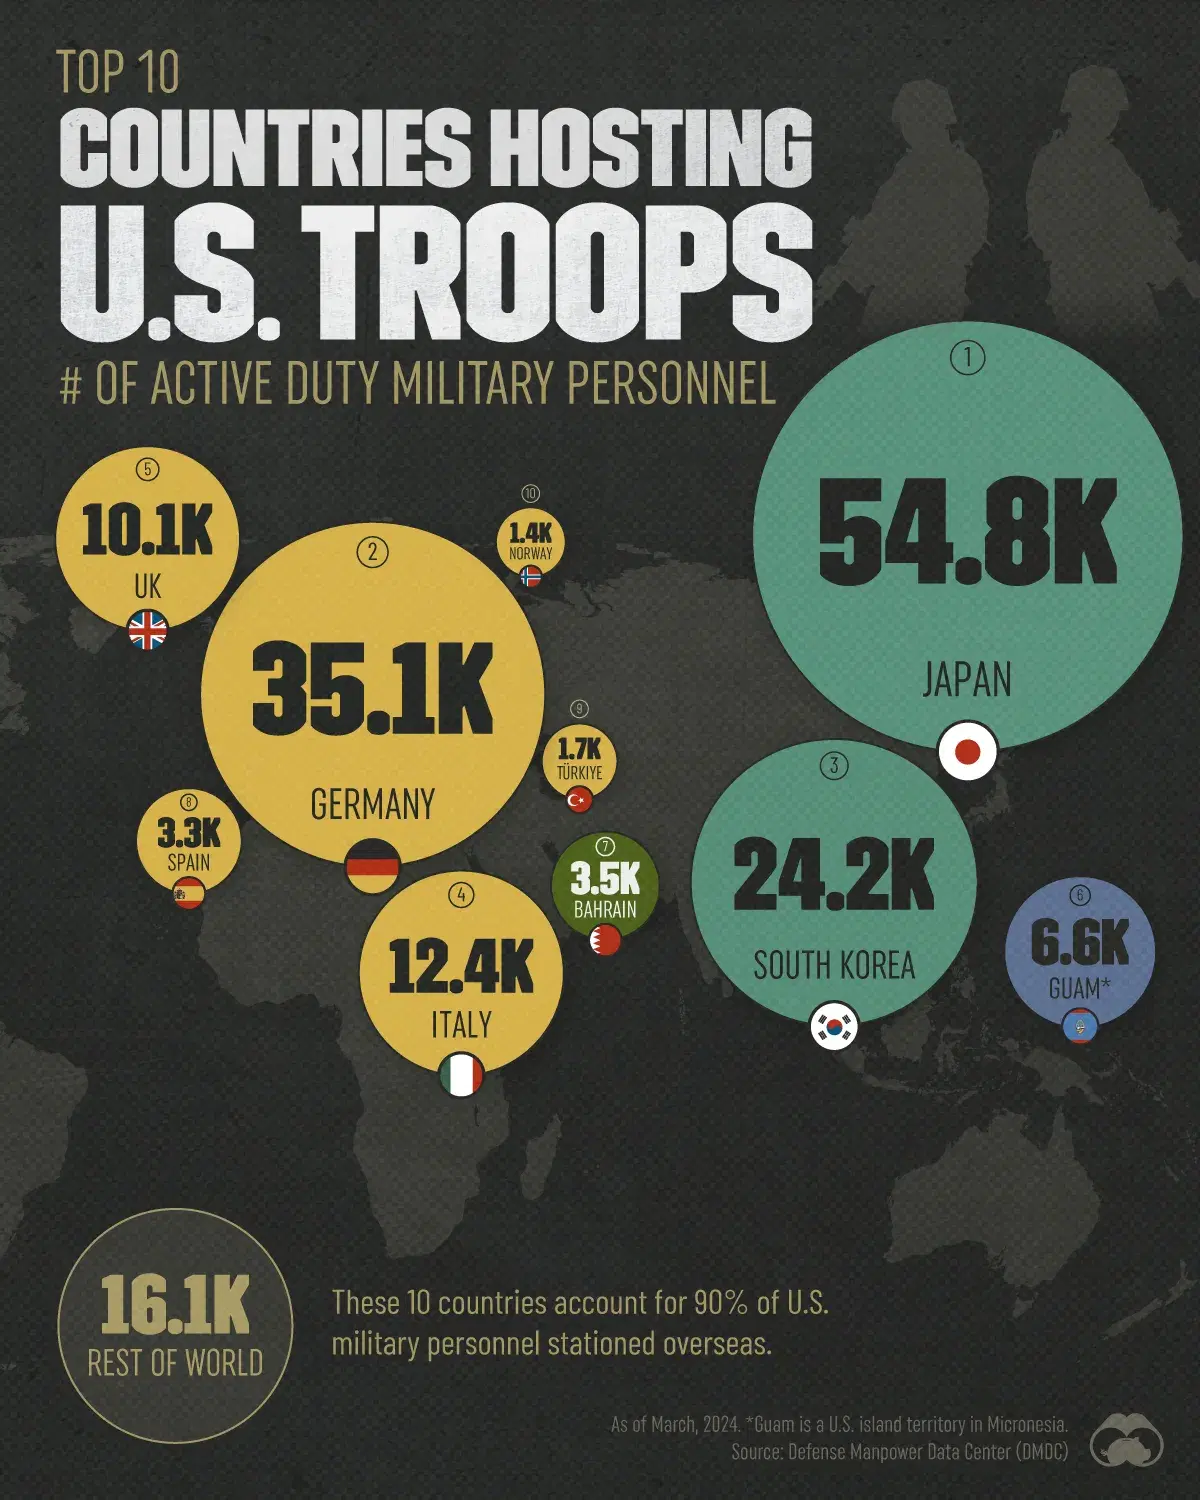 TOP 10
COUNTRIES HOSTING
U.S. TROOPS
# OF ACTIVE DUTY MILITARY PERSONNEL
1
54.8K
JAPAN
5
10.1K
UK
10
1.4K
NORWAY
2
35.1K
GERMANY
9
1.7K
TÜRKIYE
3
24.2K
SOUTH KOREA
8
3.3K
SPAIN
7
3.5K
BAHRAIN
4
12.4K
ITALY
6
6.6K
GUAM*
16.1K
REST OF WORLD
These 10 countries account for 90% of U.S.
military personnel stationed overseas.
As of March, 2024. *Guam is a U.S. island territory in Micronesia.
Source: Defense Manpower Data Center (DMDC)